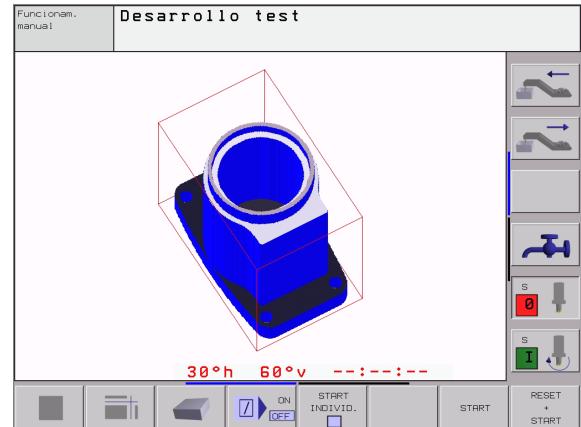 Funcionam.
manual
Desarrollo test
S
0
S
I
30°h 60°v --:--:--
ON
OFF
START
INDIVID.
START
RESET
+
START